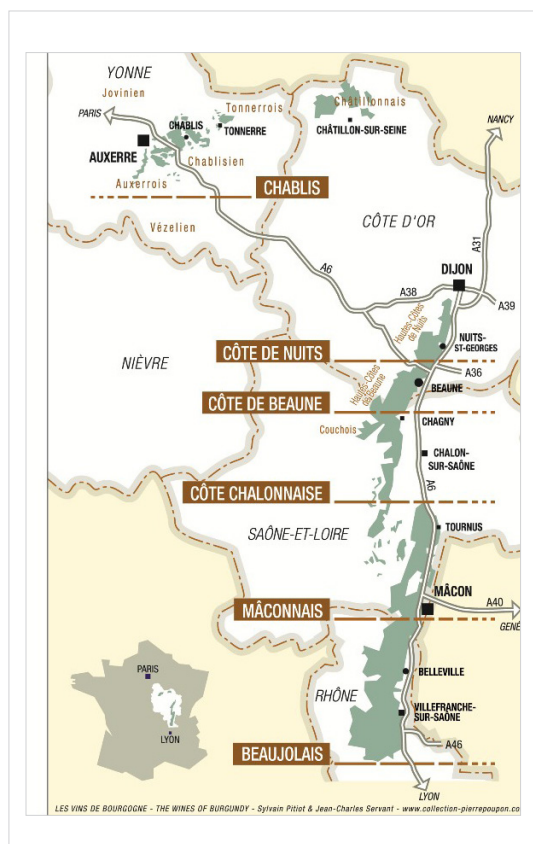 YONNE
Jovinien
Tonnerrois
Châtillonnais
PARIS
CHABLIS
TONNERRE
CHÂTILLON-SUR-SEINE
NANCY
AUXERRE
Chablisien
Auxerrois
CHABLIS
Vézelien
CÔTE D'OR
A6
A31
DIJON
A38
A39
Hautes-Côtes
de Nuits
NUITS-
ST-GEORGES
NIÈVRE
CÔTE DE NUITS
A36
Hautes-Côtes
de Beaune
BEAUNE
CÔTE DE BEAUNE
CHAGNY
Couchois
CHALON-
SUR-SAÔNE
A6
CÔTE CHALONNAISE
SAÔNE-ET-LOIRE
TOURNUS
MÂCON
A40
MÂCONNAIS
GENÈ
PARIS
LYON
BELLEVILLE
RHÔNE
VILLEFRANCHE-
SUR-SAÔNE
A46
BEAUJOLAIS
LYON
LES VINS DE BOURGOGNE - THE WINES OF BURGUNDY - Sylvain Pitiot & Jean-Charles Servant - www.collection-pierrepoupon.co